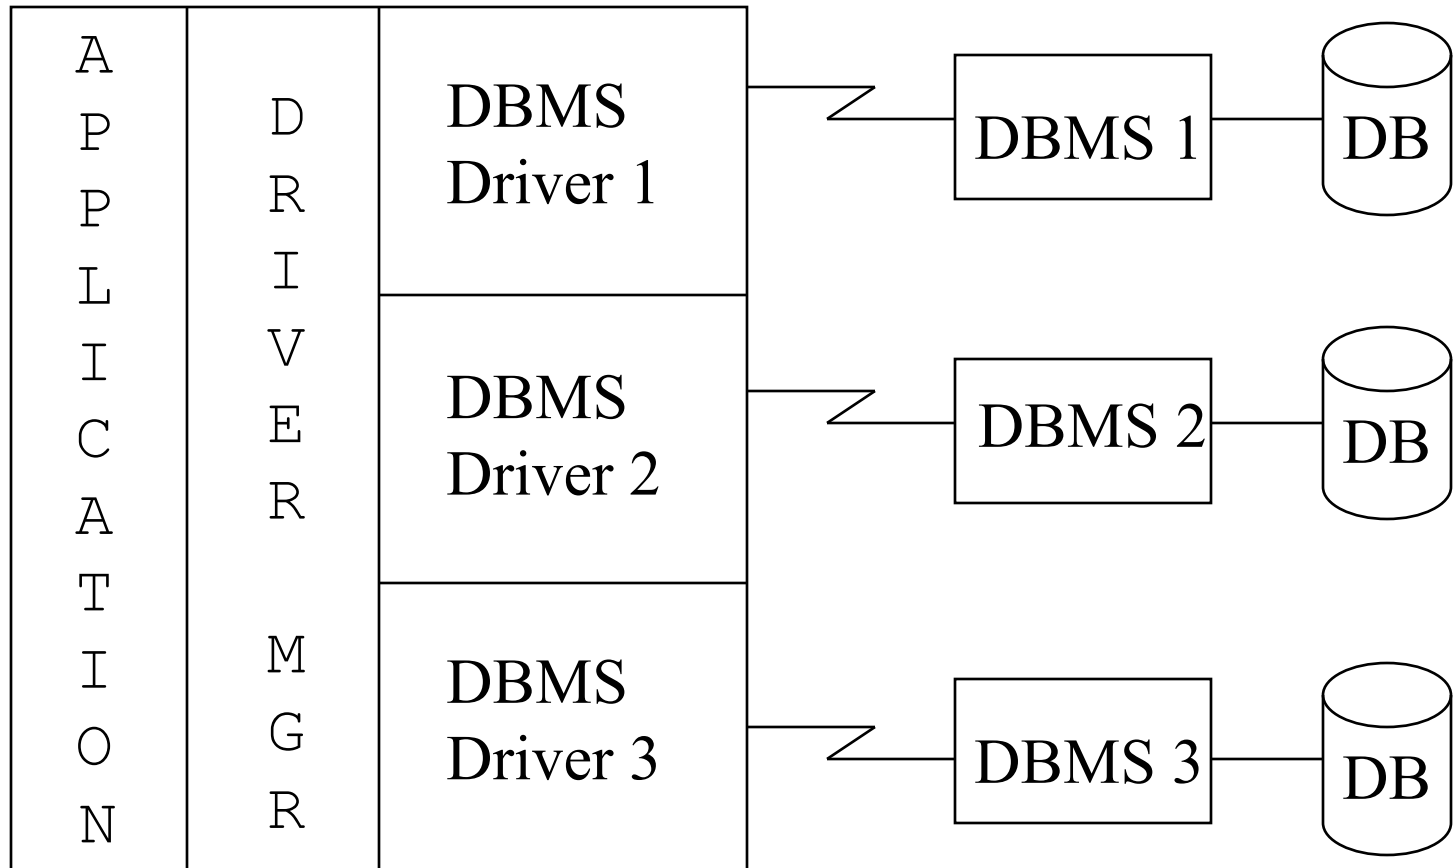 APPLICATION
DRIVER MGR
DBMS
Driver 1
DBMS 1
DB
DBMS
Driver 2
DBMS 2
DB
DBMS
Driver 3
DBMS 3
DB